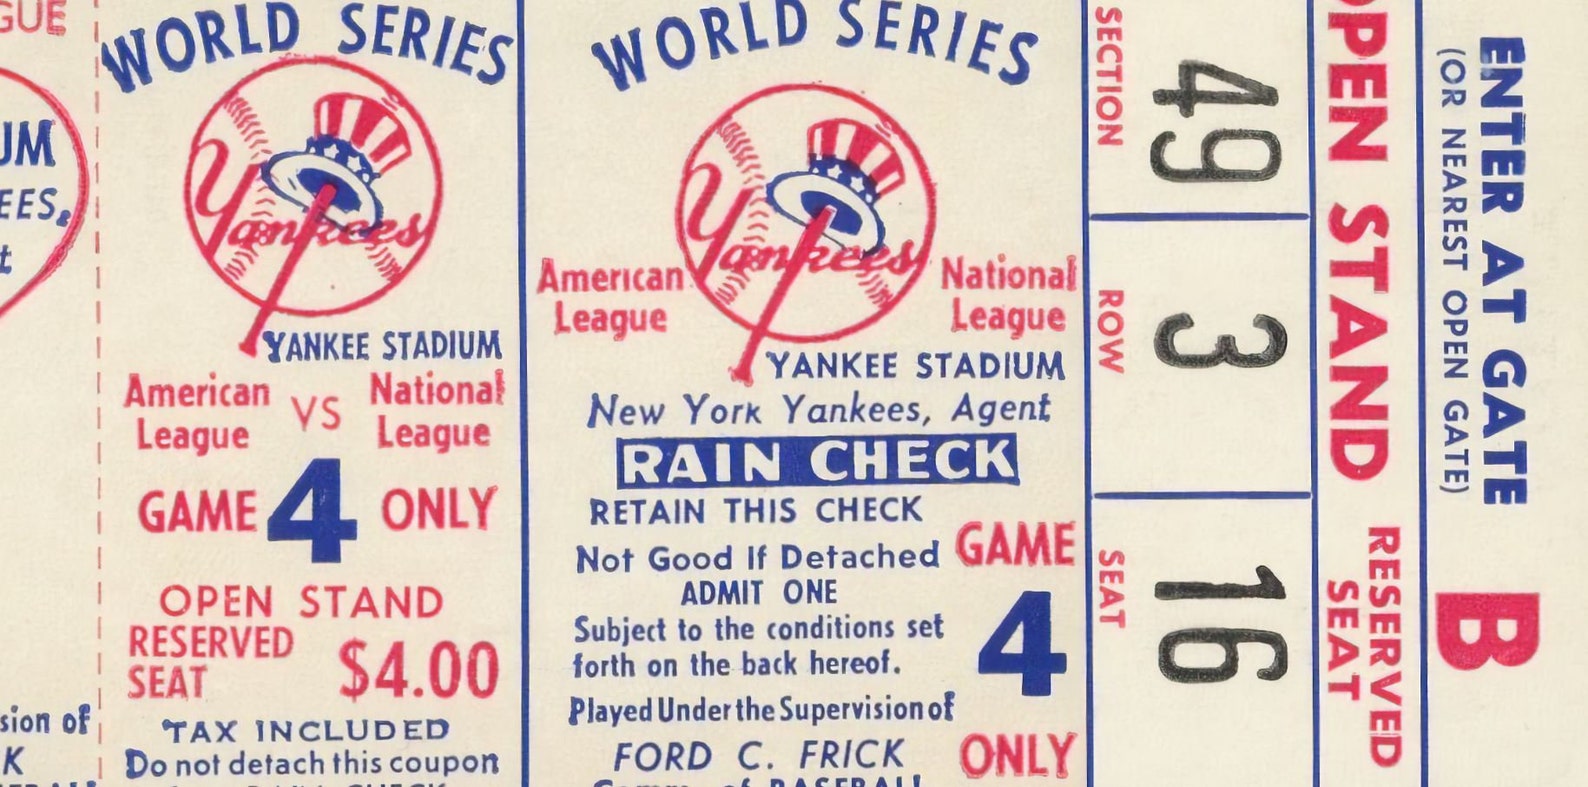 GUE
UM
EES,
t
sion of
K
WORLD SERIES
Yankees
YANKEE STADIUM
American League VS National League
GAME 4 ONLY
OPEN STAND
RESERVED
SEAT $4.00
TAX INCLUDED
Do not detach this coupon
WORLD SERIES
Yankees
American League
National League
YANKEE STADIUM
New York Yankees, Agent
RAIN CHECK
RETAIN THIS CHECK
Not Good If Detached
ADMIT ONE
Subject to the conditions set
forth on the back hereof.
Played Under the Supervision of
FORD C. FRICK
GAME
4
ONLY
SECTION 49
ROW 3
SEAT 16
OPEN STAND
RESERVED
SEAT
ENTER AT GATE B
(OR NEAREST OPEN GATE)